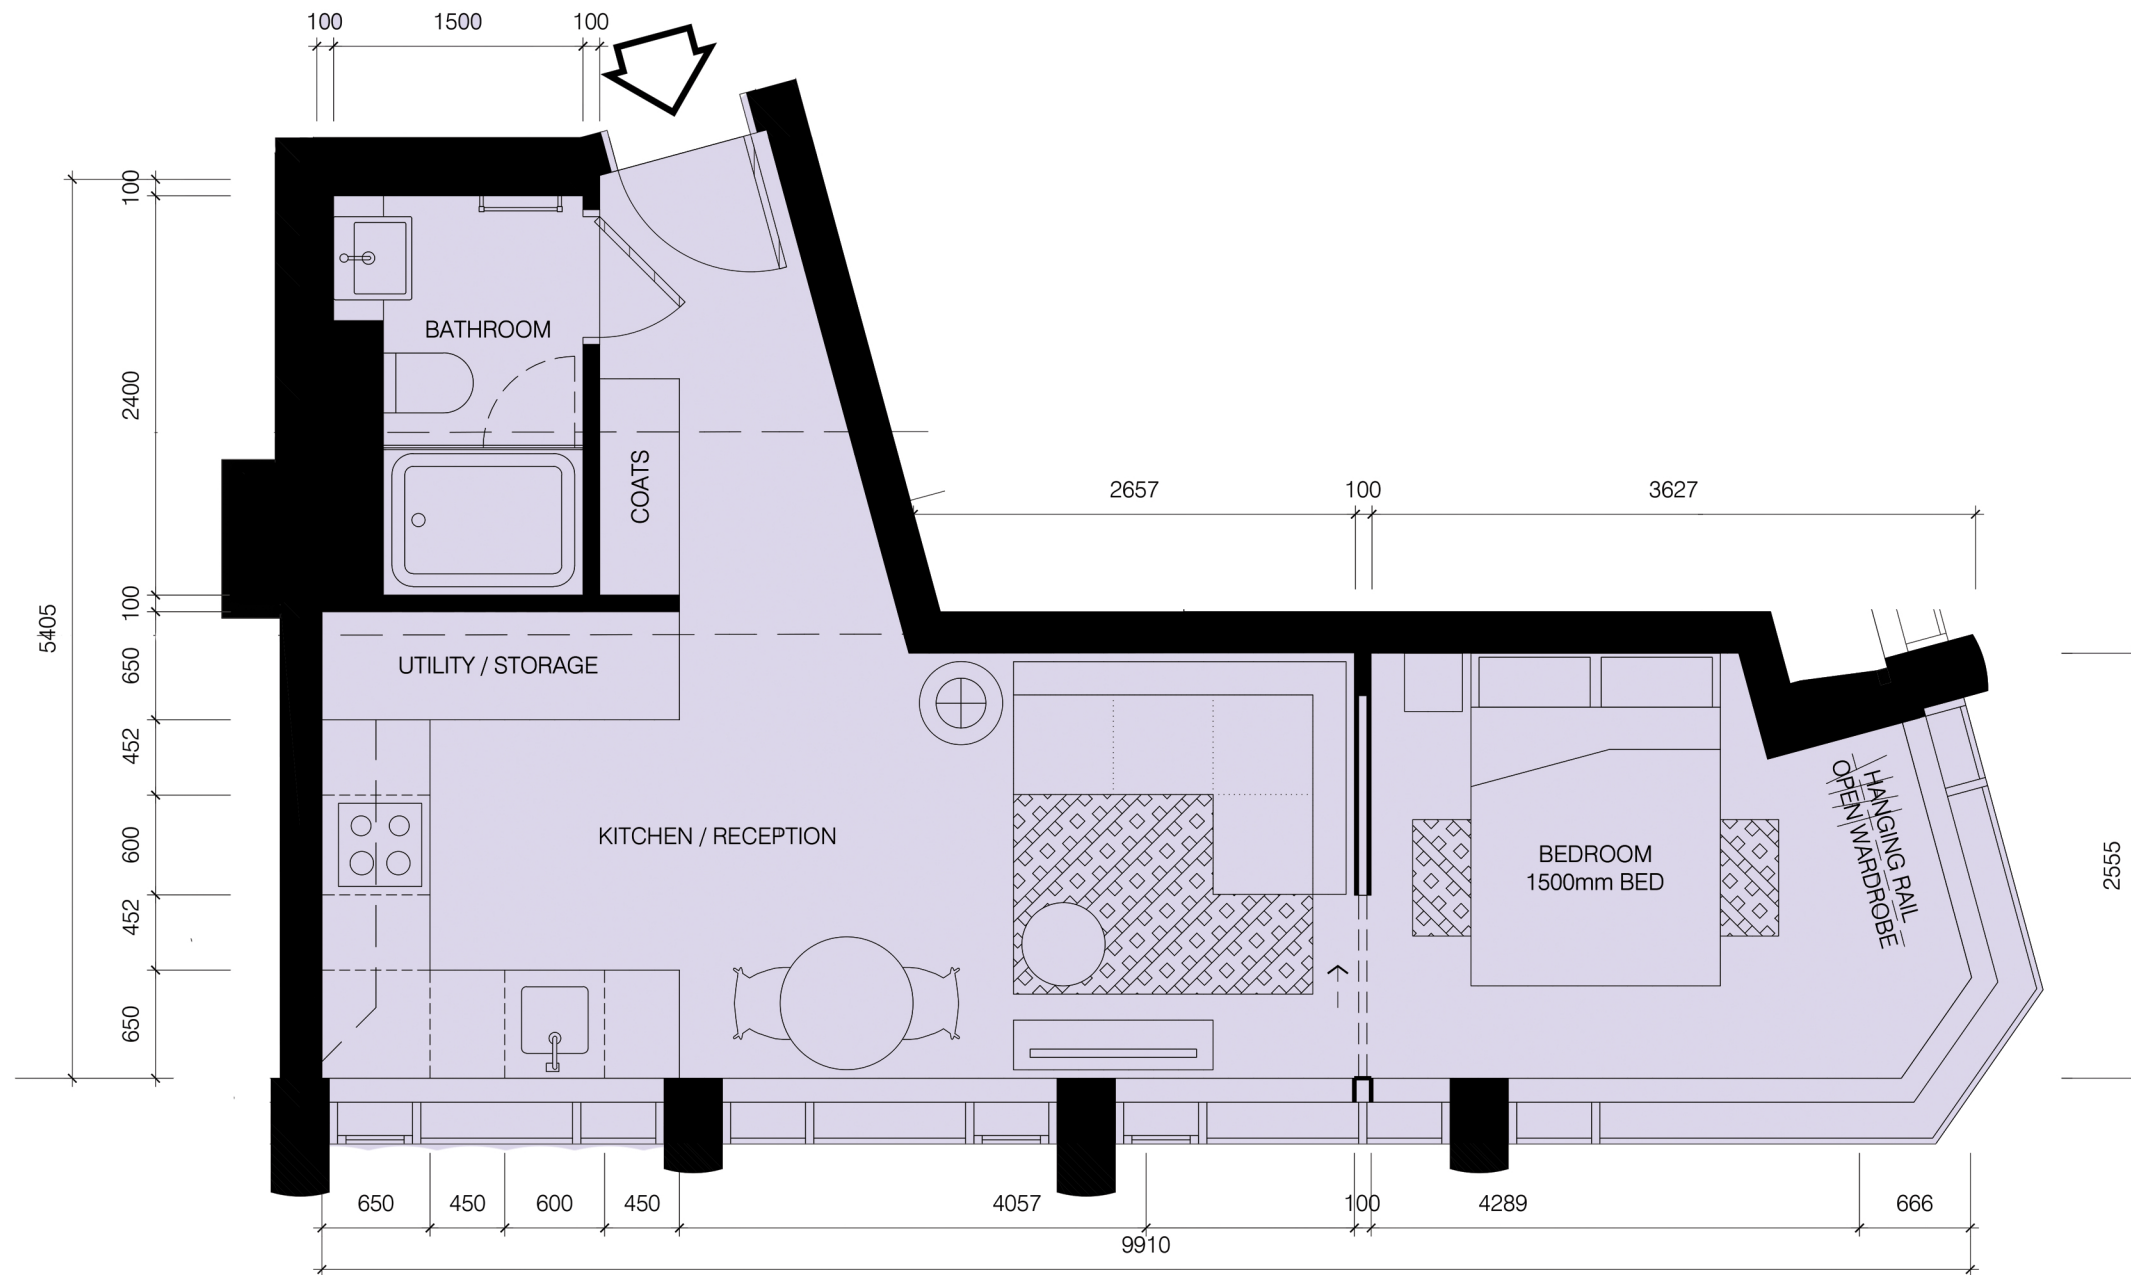 100 1500 100
100
2400
100
5405
650
452
600
452
650
BATHROOM
COATS
2657 100 3627
UTILITY / STORAGE
KITCHEN / RECEPTION
BEDROOM
1500mm BED
HANGING RAIL
OPEN WARDROBE
2555
650 450 600 450 4057 100 4289 666
9910